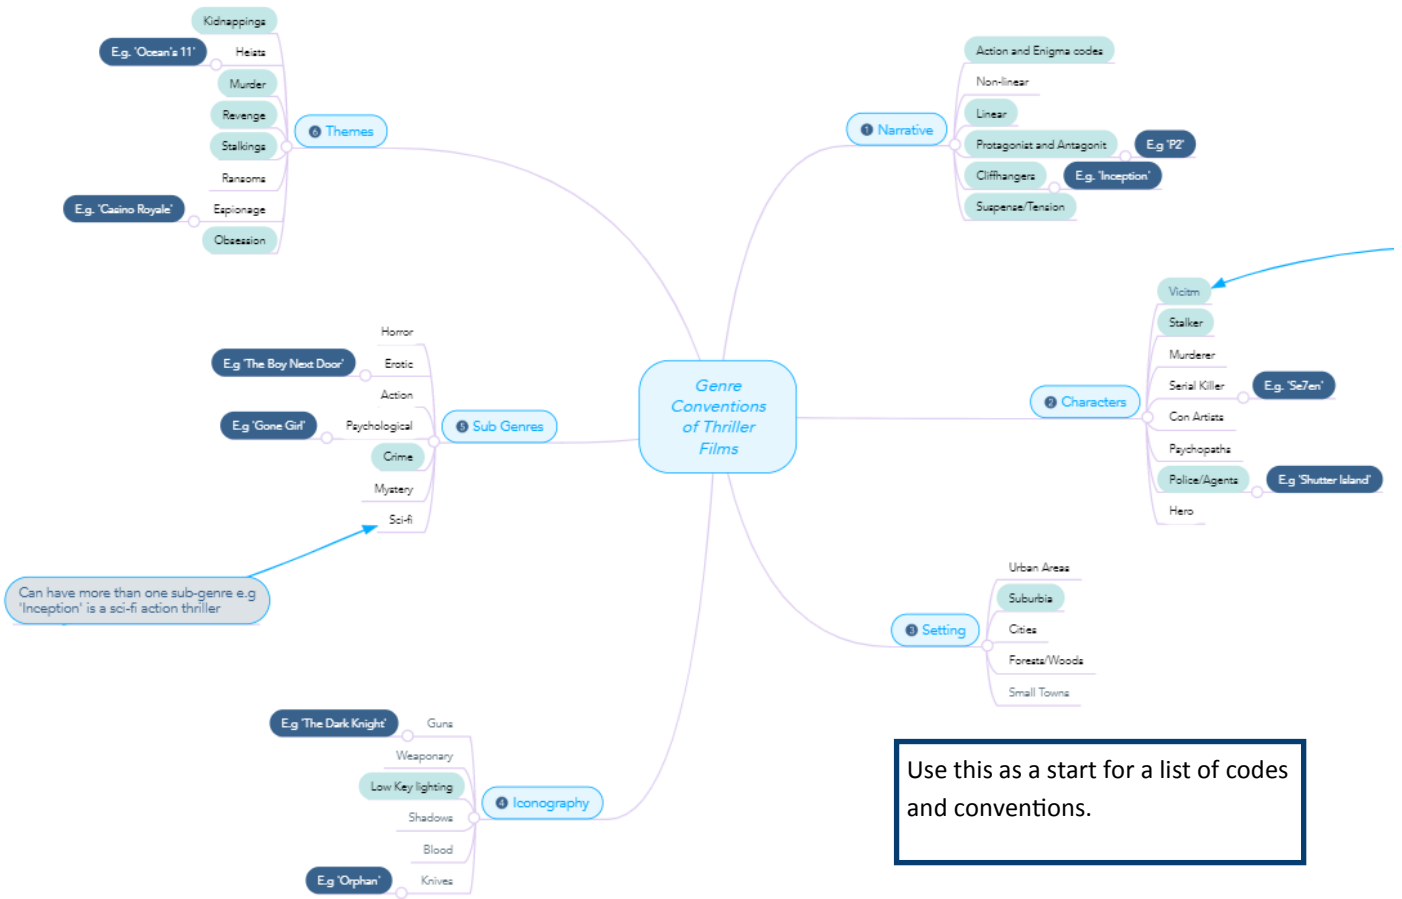 Genre
Conventions
of Thriller
Films
1 Narrative
Action and Enigma codes
Non-linear
Linear
Protagonist and Antagonit
E.g 'P2'
Cliffhangers
E.g. 'Inception'
Suspense/Tension
2 Characters
Vicitm
Stalker
Murderer
Serial Killer
E.g. 'Se7en'
Con Artists
Psychopaths
Police/Agents
E.g 'Shutter Island'
Hero
3 Setting
Urban Areas
Suburbia
Cities
Forests/Woods
Small Towns
4 Iconography
E.g 'The Dark Knight'
Guns
Weaponary
Low Key lighting
Shadows
Blood
E.g 'Orphan'
Knives
5 Sub Genres
Horror
E.g 'The Boy Next Door'
Erotic
Action
E.g 'Gone Girl'
Psychological
Crime
Mystery
Sci-fi
Can have more than one sub-genre e.g
'Inception' is a sci-fi action thriller
6 Themes
Kidnappings
E.g. 'Ocean's 11'
Heists
Murder
Revenge
Stalkings
Ransoms
E.g. 'Casino Royale'
Espionage
Obsession
Use this as a start for a list of codes
and conventions.